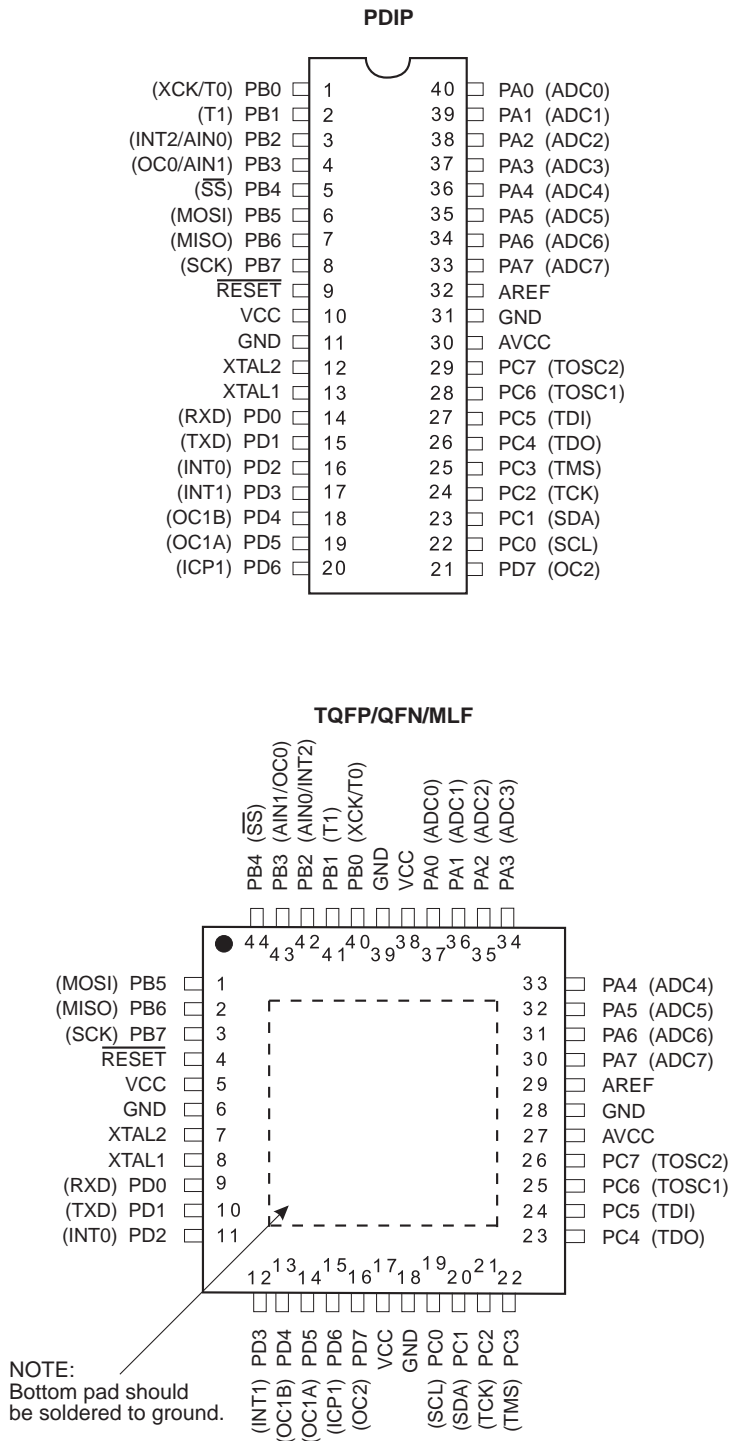 PDIP
(XCK/T0) PB0 1 40 PA0 (ADC0)
(T1) PB1 2 39 PA1 (ADC1)
(INT2/AIN0) PB2 3 38 PA2 (ADC2)
(OC0/AIN1) PB3 4 37 PA3 (ADC3)
(SS) PB4 5 36 PA4 (ADC4)
(MOSI) PB5 6 35 PA5 (ADC5)
(MISO) PB6 7 34 PA6 (ADC6)
(SCK) PB7 8 33 PA7 (ADC7)
RESET 9 32 AREF
VCC 10 31 GND
GND 11 30 AVCC
XTAL2 12 29 PC7 (TOSC2)
XTAL1 13 28 PC6 (TOSC1)
(RXD) PD0 14 27 PC5 (TDI)
(TXD) PD1 15 26 PC4 (TDO)
(INT0) PD2 16 25 PC3 (TMS)
(INT1) PD3 17 24 PC2 (TCK)
(OC1B) PD4 18 23 PC1 (SDA)
(OC1A) PD5 19 22 PC0 (SCL)
(ICP1) PD6 20 21 PD7 (OC2)
TQFP/QFN/MLF
PB4 (SS)
PB3 (AIN1/OC0)
PB2 (AIN0/INT2)
PB1 (T1)
PB0 (XCK/T0)
GND
VCC
PA0 (ADC0)
PA1 (ADC1)
PA2 (ADC2)
PA3 (ADC3)
44 43 42 41 40 39 38 37 36 35 34
(MOSI) PB5 1 33 PA4 (ADC4)
(MISO) PB6 2 32 PA5 (ADC5)
(SCK) PB7 3 31 PA6 (ADC6)
RESET 4 30 PA7 (ADC7)
VCC 5 29 AREF
GND 6 28 GND
XTAL2 7 27 AVCC
XTAL1 8 26 PC7 (TOSC2)
(RXD) PD0 9 25 PC6 (TOSC1)
(TXD) PD1 10 24 PC5 (TDI)
(INT0) PD2 11 23 PC4 (TDO)
12 13 14 15 16 17 18 19 20 21 22
(INT1) PD3
(OC1B) PD4
(OC1A) PD5
(ICP1) PD6
(OC2) PD7
VCC
GND
(SCL) PC0
(SDA) PC1
(TCK) PC2
(TMS) PC3
NOTE:
Bottom pad should
be soldered to ground.